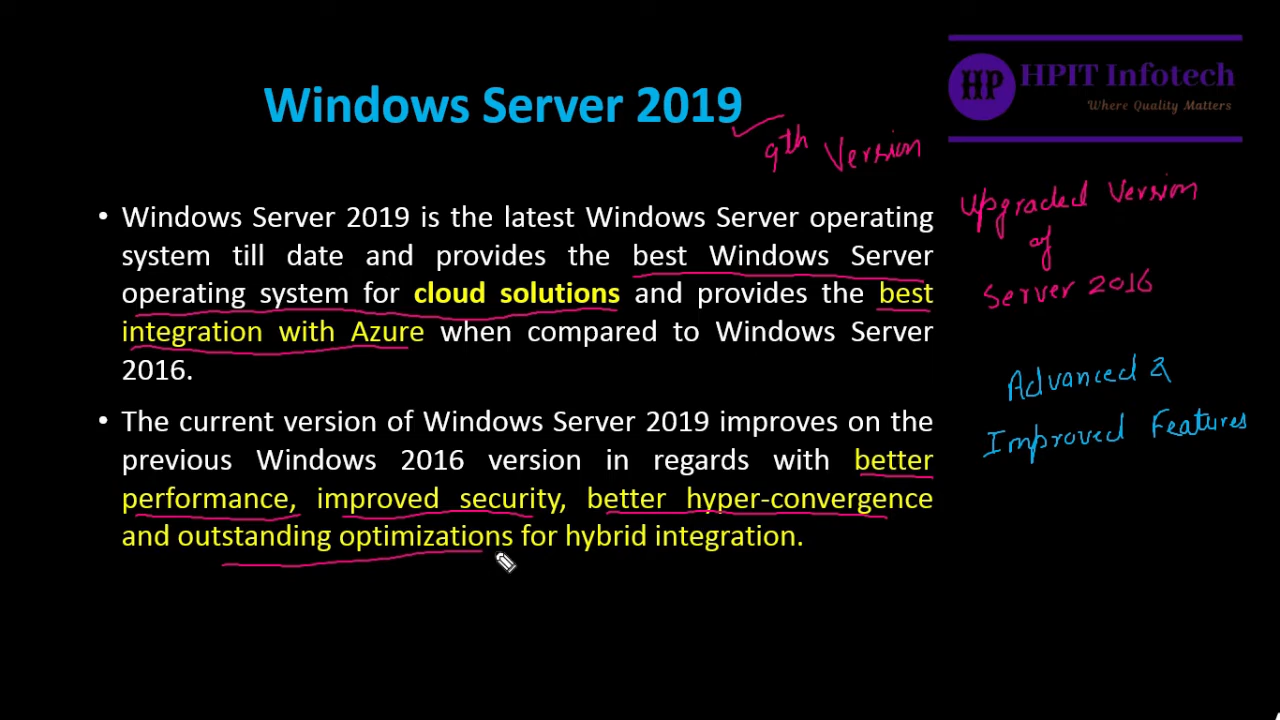 HP HPIT Infotech
Where Quality Matters
Windows Server 2019
9th Version
Upgraded Version
of
Server 2016
Advanced &
Improved Features
• Windows Server 2019 is the latest Windows Server operating
system till date and provides the best Windows Server
operating system for cloud solutions and provides the best
integration with Azure when compared to Windows Server
2016.
• The current version of Windows Server 2019 improves on the
previous Windows 2016 version in regards with better
performance, improved security, better hyper-convergence
and outstanding optimizations for hybrid integration.